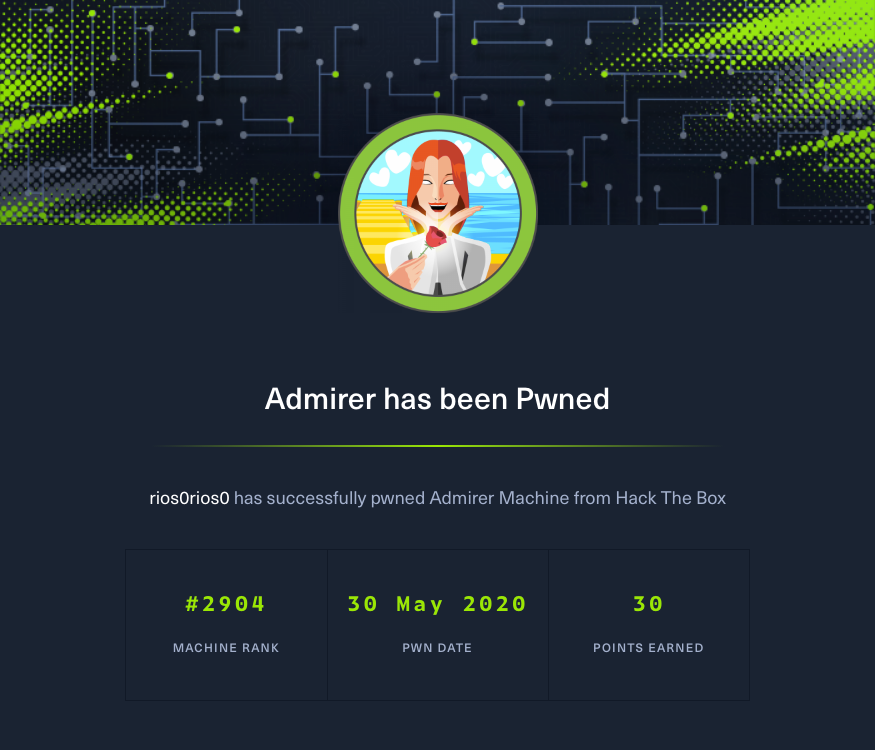 Admirer has been Pwned
rios0rios0 has successfully pwned Admirer Machine from Hack The Box
#2904
30 May 2020
30
MACHINE RANK
PWN DATE
POINTS EARNED